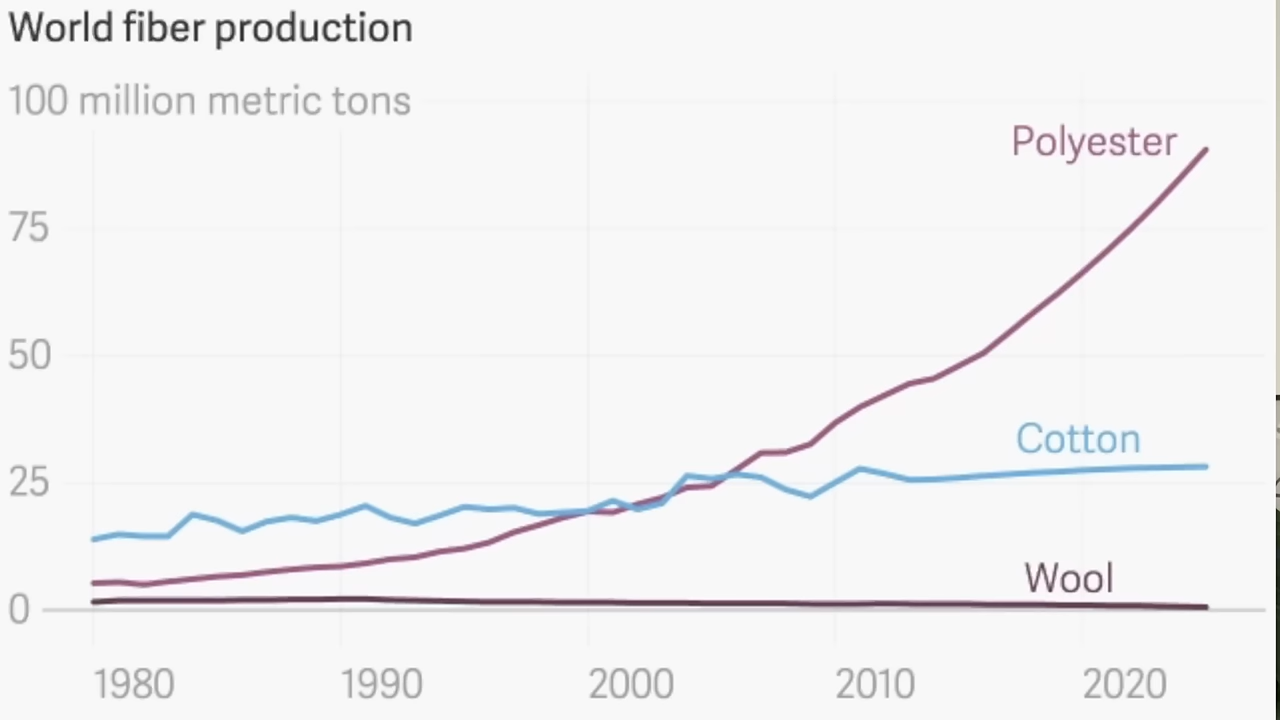 World fiber production
100 million metric tons
Polyester
75
50
Cotton
25
Wool
0
1980 1990 2000 2010 2020